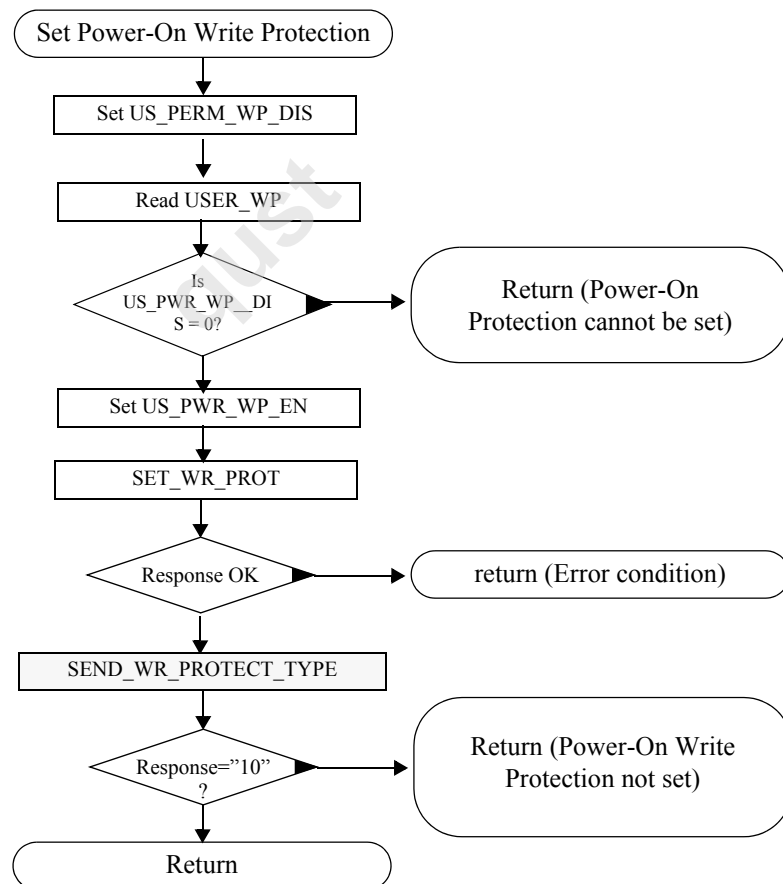 Set Power-On Write Protection
Set US_PERM_WP_DIS
Read USER_WP
Is
US_PWR_WP__DI
S = 0?
Return (Power-On
Protection cannot be set)
Set US_PWR_WP_EN
SET_WR_PROT
Response OK
return (Error condition)
SEND_WR_PROTECT_TYPE
Response=”10”
?
Return (Power-On Write
Protection not set)
Return
qust